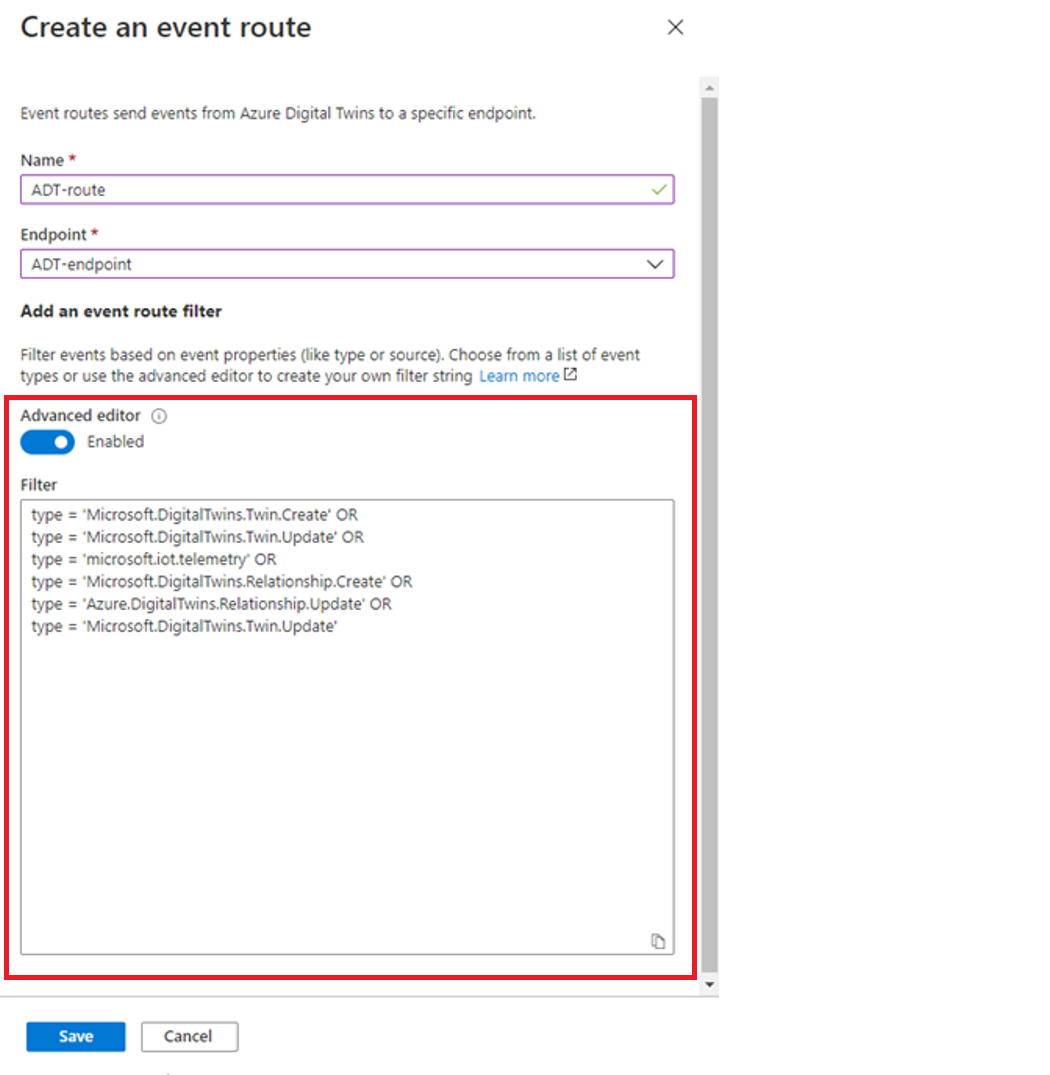 Create an event route
Event routes send events from Azure Digital Twins to a specific endpoint.
Name *
ADT-route
Endpoint *
ADT-endpoint
Add an event route filter
Filter events based on event properties (like type or source). Choose from a list of event
types or use the advanced editor to create your own filter string Learn more
Advanced editor
Enabled
Filter
type = 'Microsoft.DigitalTwins.Twin.Create' OR
type = 'Microsoft.DigitalTwins.Twin.Update' OR
type = 'microsoft.iot.telemetry' OR
type = 'Microsoft.DigitalTwins.Relationship.Create' OR
type = 'Azure.DigitalTwins.Relationship.Update' OR
type = 'Microsoft.DigitalTwins.Twin.Update'
Save Cancel